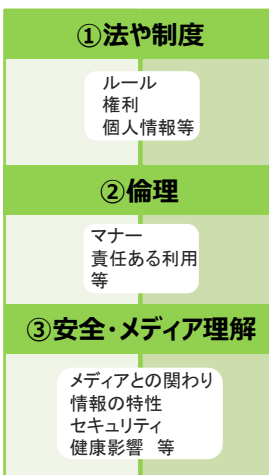 ①法や制度
ルール
権利
個人情報等
②倫理
マナー
責任ある利用
等
③安全・メディア理解
メディアとの関わり
情報の特性
セキュリティ
健康影響 等